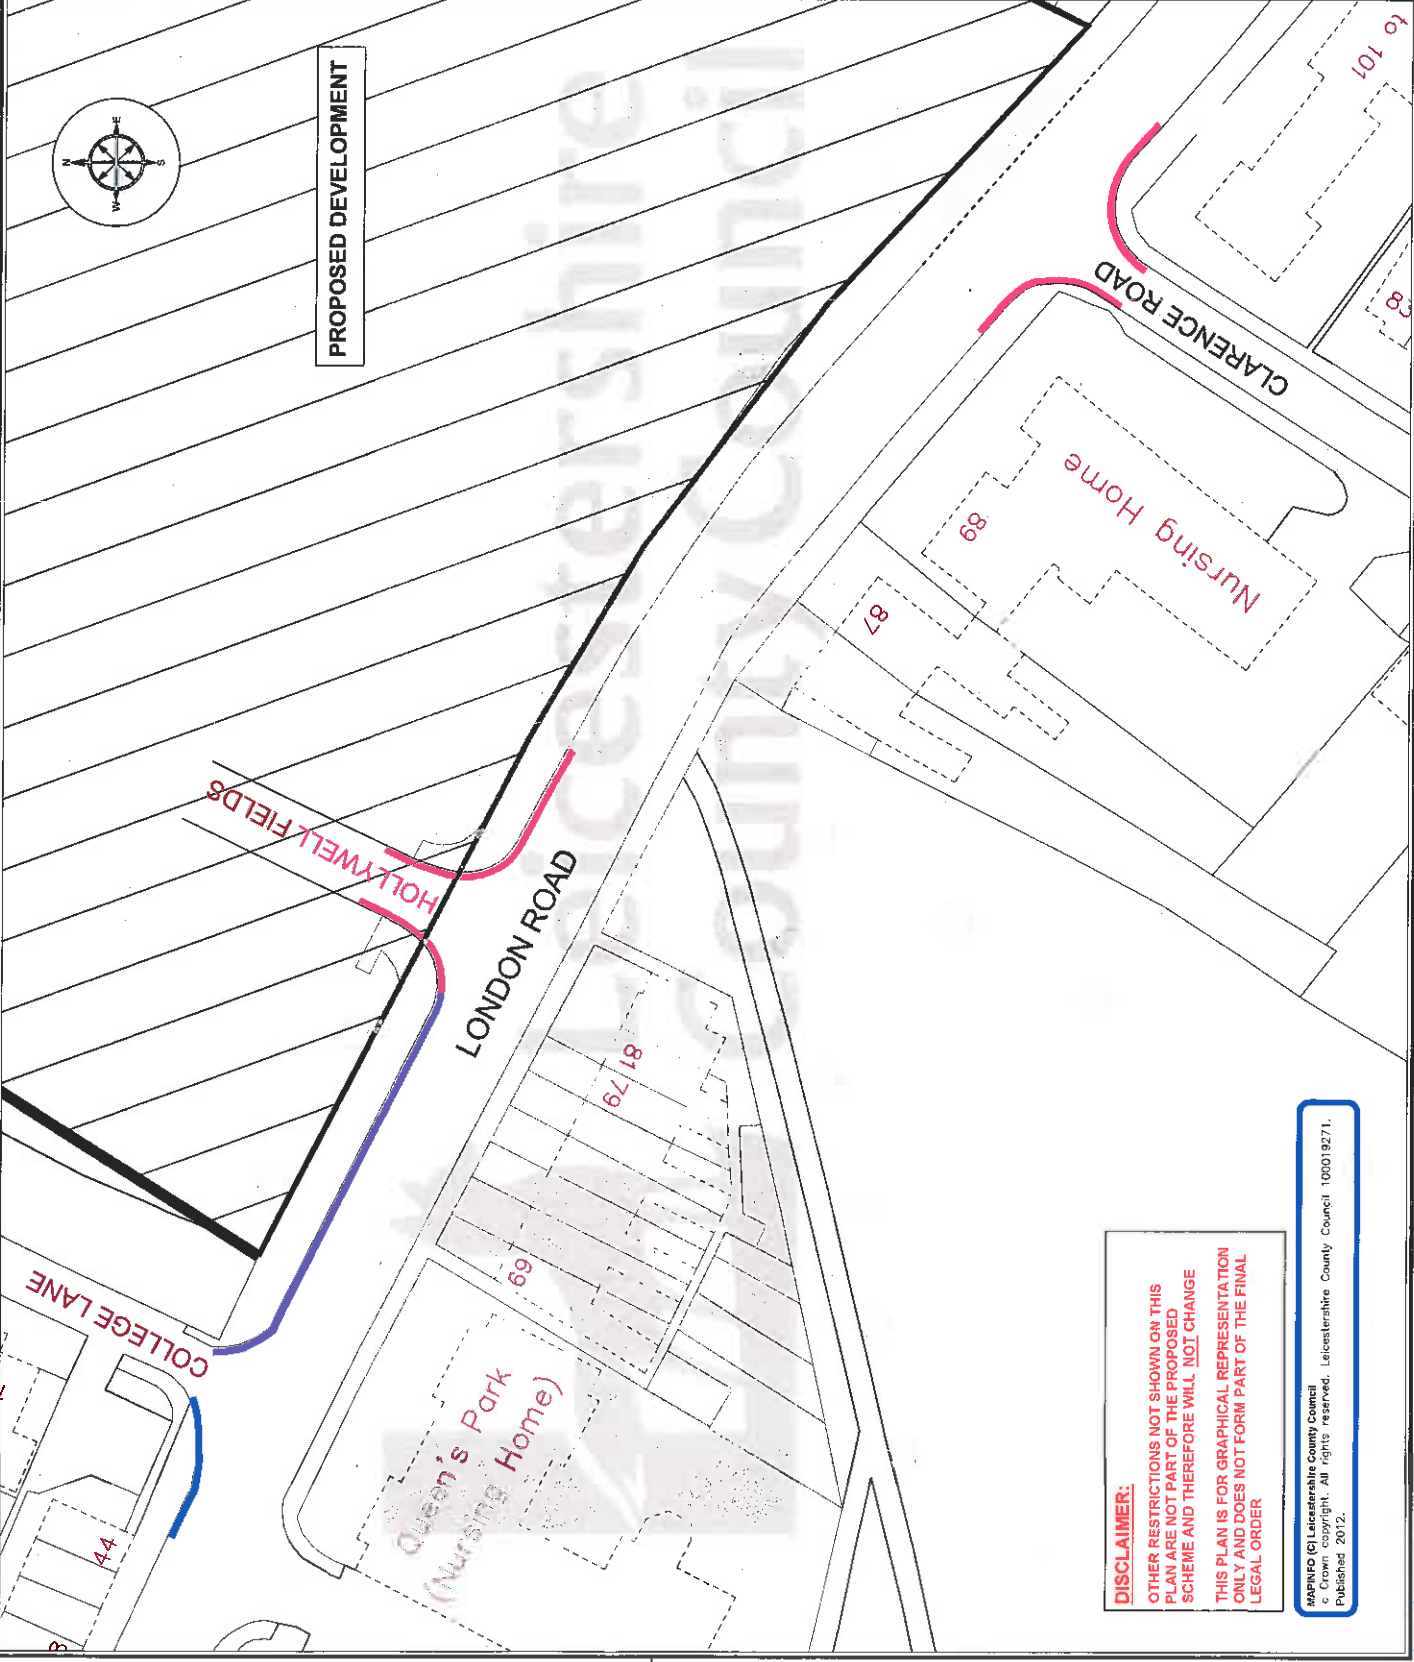 PROPOSED DEVELOPMENT
N
E
S
W
Leicestershire
County Council
HOLLYWELL FIELDS
LONDON ROAD
COLLEGE LANE
CLARENCE ROAD
to 101
83
89
Nursing Home
87
81
79
69
Queen's Park
(Nursing Home)
44
DISCLAIMER:
OTHER RESTRICTIONS NOT SHOWN ON THIS
PLAN ARE NOT PART OF THE PROPOSED
SCHEME AND THEREFORE WILL NOT CHANGE
THIS PLAN IS FOR GRAPHICAL REPRESENTATION
ONLY AND DOES NOT FORM PART OF THE FINAL
LEGAL ORDER
MAPINFO (C) Leicestershire County Council
c Crown copyright. All rights reserved. Leicestershire County Council 100019271.
Published 2012.